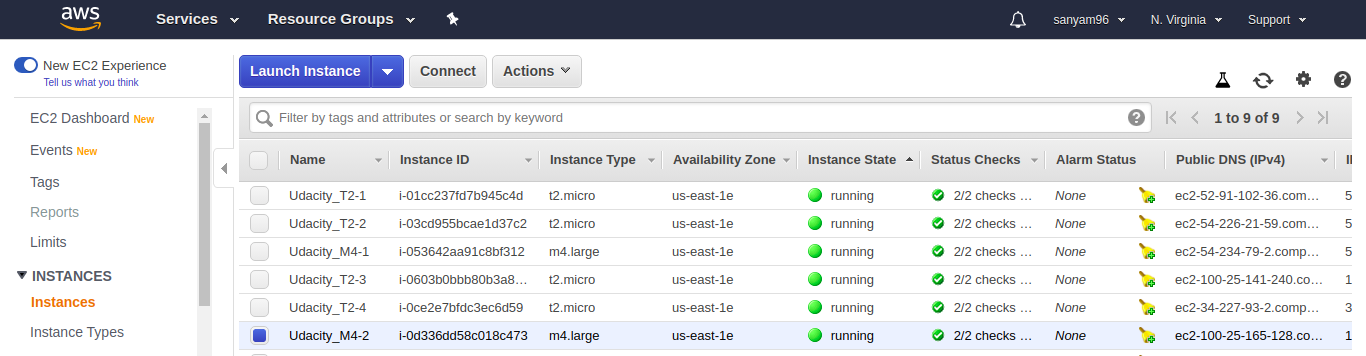 aws Services Resource Groups sanyam96 N. Virginia Support
New EC2 Experience
Tell us what you think
Launch Instance Connect Actions
EC2 Dashboard New
Events New
Tags
Reports
Limits
INSTANCES
Instances
Instance Types
Filter by tags and attributes or search by keyword 1 to 9 of 9
Name Instance ID Instance Type Availability Zone Instance State Status Checks Alarm Status Public DNS (IPv4)
Udacity_T2-1 i-01cc237fd7b945c4d t2.micro us-east-1e running 2/2 checks ... None ec2-52-91-102-36.com...
Udacity_T2-2 i-03cd955bcae1d37c2 t2.micro us-east-1e running 2/2 checks ... None ec2-54-226-21-59.com...
Udacity_M4-1 i-053642aa91c8bf312 m4.large us-east-1e running 2/2 checks ... None ec2-54-234-79-2.comp...
Udacity_T2-3 i-0603b0bbb80b3a8... t2.micro us-east-1e running 2/2 checks ... None ec2-100-25-141-240.co...
Udacity_T2-4 i-0ce2e7bfdc3ec6d59 t2.micro us-east-1e running 2/2 checks ... None ec2-34-227-93-2.comp...
Udacity_M4-2 i-0d336dd58c018c473 m4.large us-east-1e running 2/2 checks ... None ec2-100-25-165-128.co...